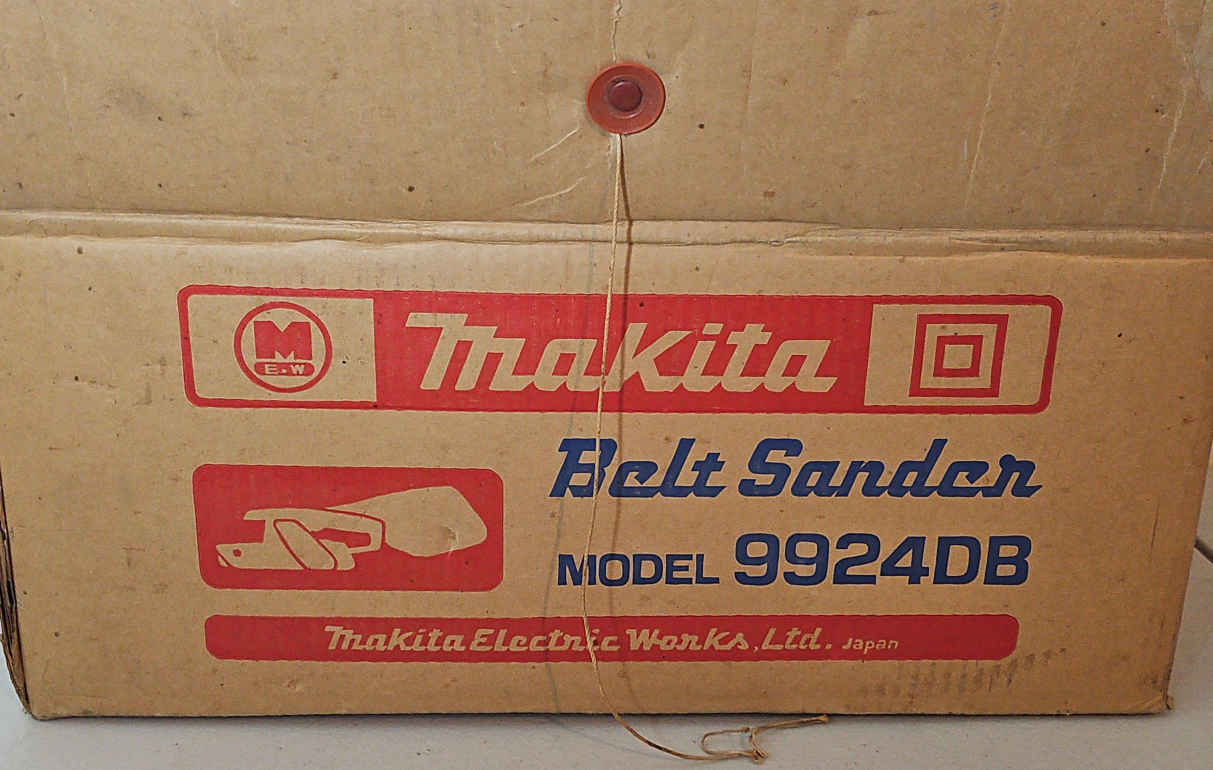 M
E.W
makita
Belt Sander
MODEL 9924DB
Makita Electric Works, Ltd. Japan